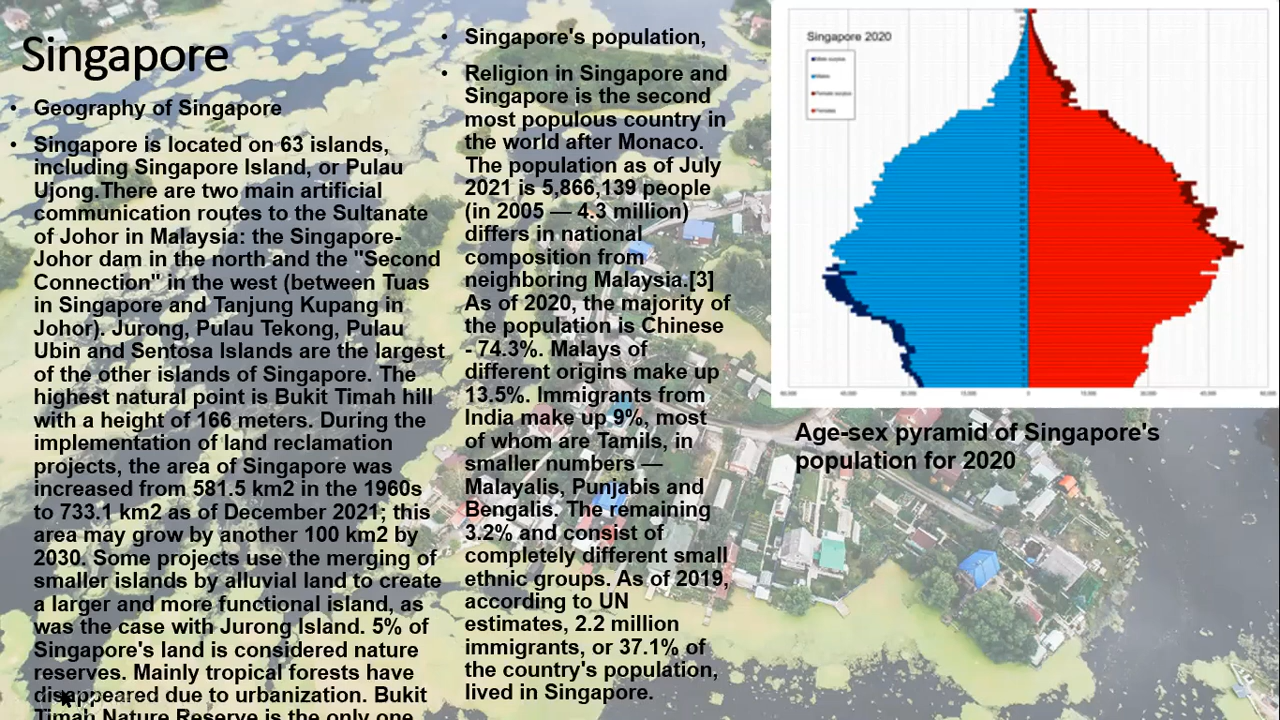 Singapore
• Geography of Singapore
• Singapore is located on 63 islands,
including Singapore Island, or Pulau
Ujong.There are two main artificial
communication routes to the Sultanate
of Johor in Malaysia: the Singapore-
Johor dam in the north and the "Second
Connection" in the west (between Tuas
in Singapore and Tanjung Kupang in
Johor). Jurong, Pulau Tekong, Pulau
Ubin and Sentosa Islands are the largest
of the other islands of Singapore. The
highest natural point is Bukit Timah hill
with a height of 166 meters. During the
implementation of land reclamation
projects, the area of Singapore was
increased from 581.5 km2 in the 1960s
to 733.1 km2 as of December 2021; this
area may grow by another 100 km2 by
2030. Some projects use the merging of
smaller islands by alluvial land to create
a larger and more functional island, as
was the case with Jurong Island. 5% of
Singapore's land is considered nature
reserves. Mainly tropical forests have
disappeared due to urbanization. Bukit
Timah Nature Reserve is the only one
• Singapore's population,
• Religion in Singapore and
Singapore is the second
most populous country in
the world after Monaco.
The population as of July
2021 is 5,866,139 people
(in 2005 — 4.3 million)
differs in national
composition from
neighboring Malaysia.[3]
As of 2020, the majority of
the population is Chinese
- 74.3%. Malays of
different origins make up
13.5%. Immigrants from
India make up 9%, most
of whom are Tamils, in
smaller numbers —
Malayalis, Punjabis and
Bengalis. The remaining
3.2% and consist of
completely different small
ethnic groups. As of 2019,
according to UN
estimates, 2.2 million
immigrants, or 37.1% of
the country's population,
lived in Singapore.
Singapore 2020
Male surplus
Males
Female surplus
Females
Age-sex pyramid of Singapore's
population for 2020